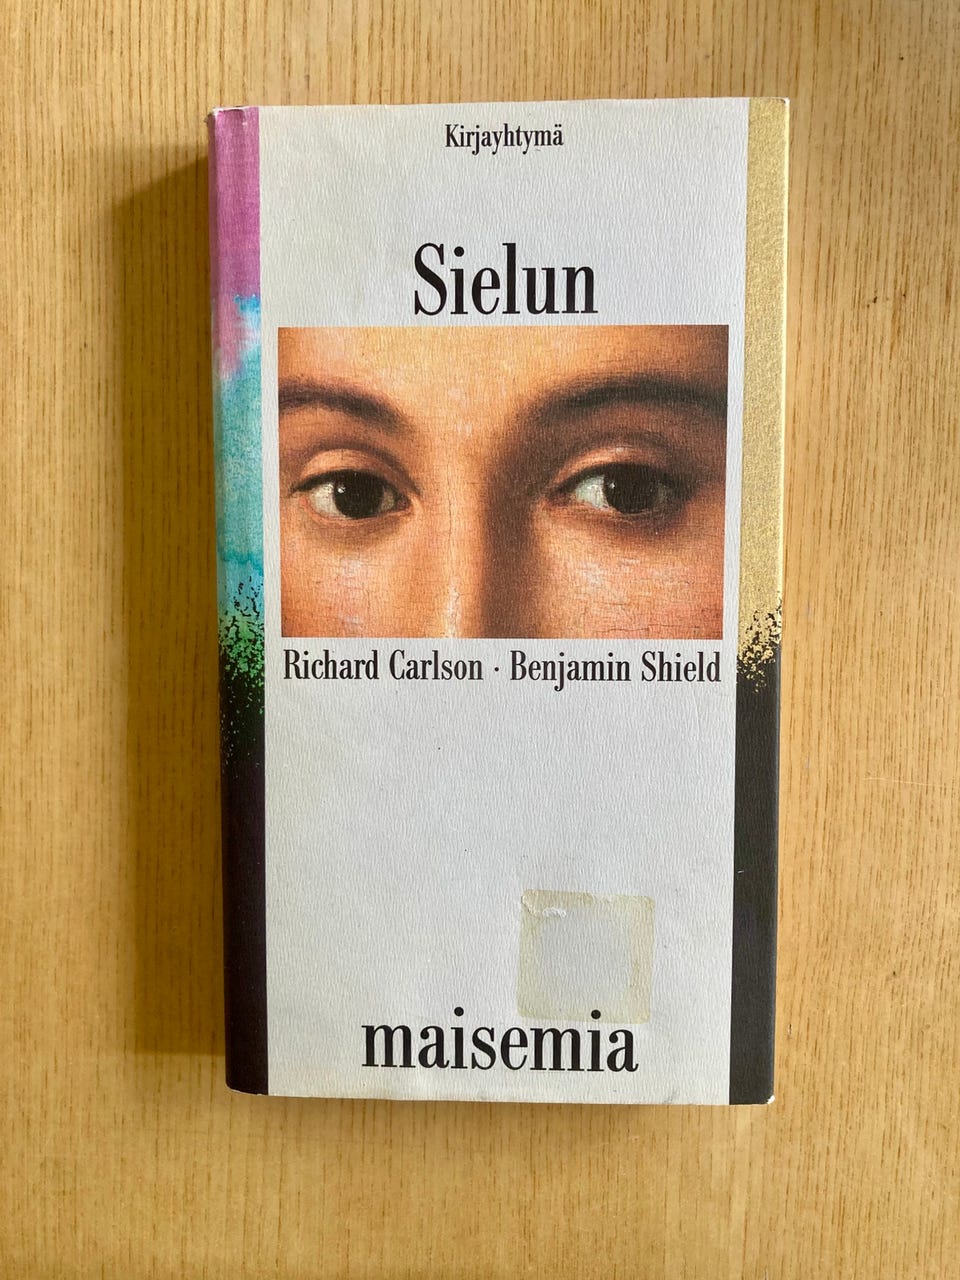 Kirjayhtymä
Sielun
Richard Carlson · Benjamin Shield
maisemia